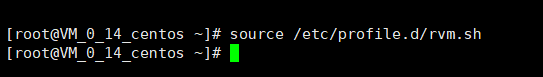 [root@VM_0_14_centos ~]# source /etc/profile.d/rvm.sh
[root@VM_0_14_centos ~]#